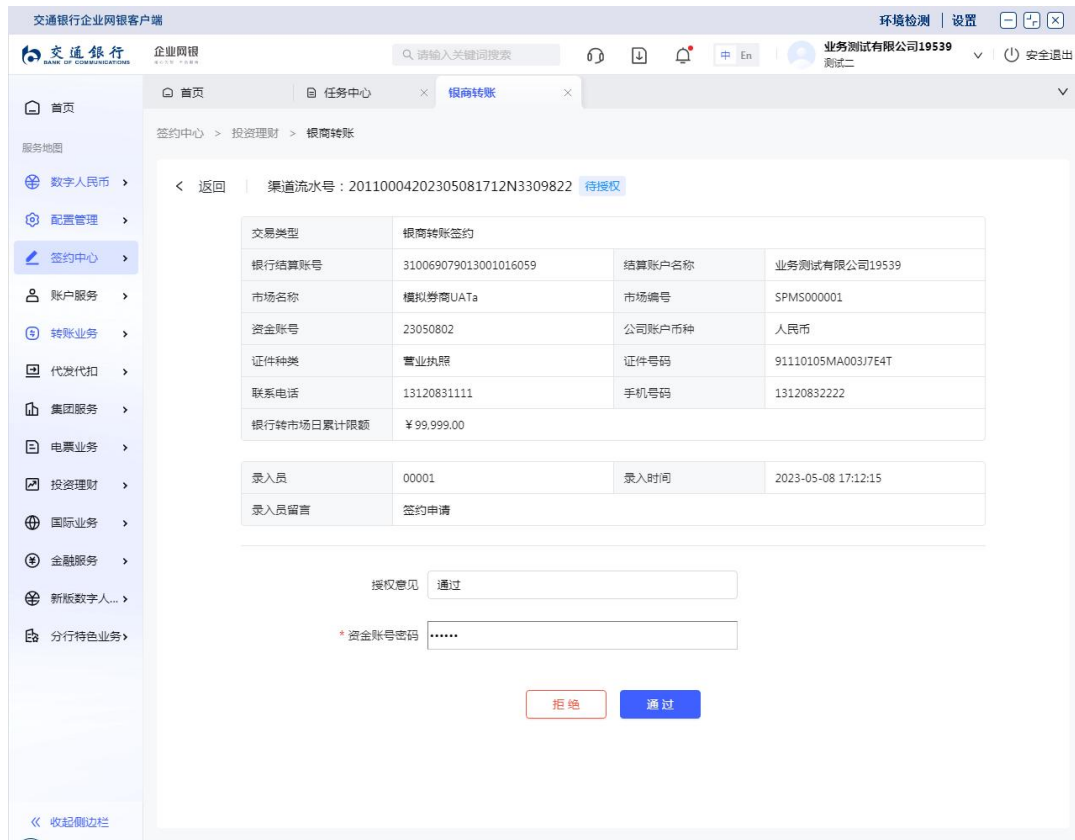 交通银行企业网银客户端 环境检测 设置
交通银行 企业网银 请输入关键词搜索 中 En 业务测试有限公司19539 安全退出
BANK OF COMMUNICATIONS 测试二
首页 任务中心 银商转账
首页
签约中心 > 投资理财 > 银商转账
服务地图
数字人民币
返回 渠道流水号：20110004202305081712N3309822 待授权
配置管理
交易类型 银商转账签约
签约中心
银行结算账号 310069079013001016059 结算账户名称 业务测试有限公司19539
账户服务
市场名称 模拟券商UATa 市场编号 SPMS000001
转账业务
资金账号 23050802 公司账户币种 人民币
证件种类 营业执照 证件号码 91110105MA003J7E4T
代发代扣
联系电话 13120831111 手机号码 13120832222
集团服务
银行转市场日累计限额 ￥99,999.00
电票业务
录入员 00001 录入时间 2023-05-08 17:12:15
投资理财
录入员留言 签约申请
国际业务
金融服务
授权意见 通过
新版数字人...
* 资金账号密码 ••••••
分行特色业务
拒绝 通过
收起侧边栏